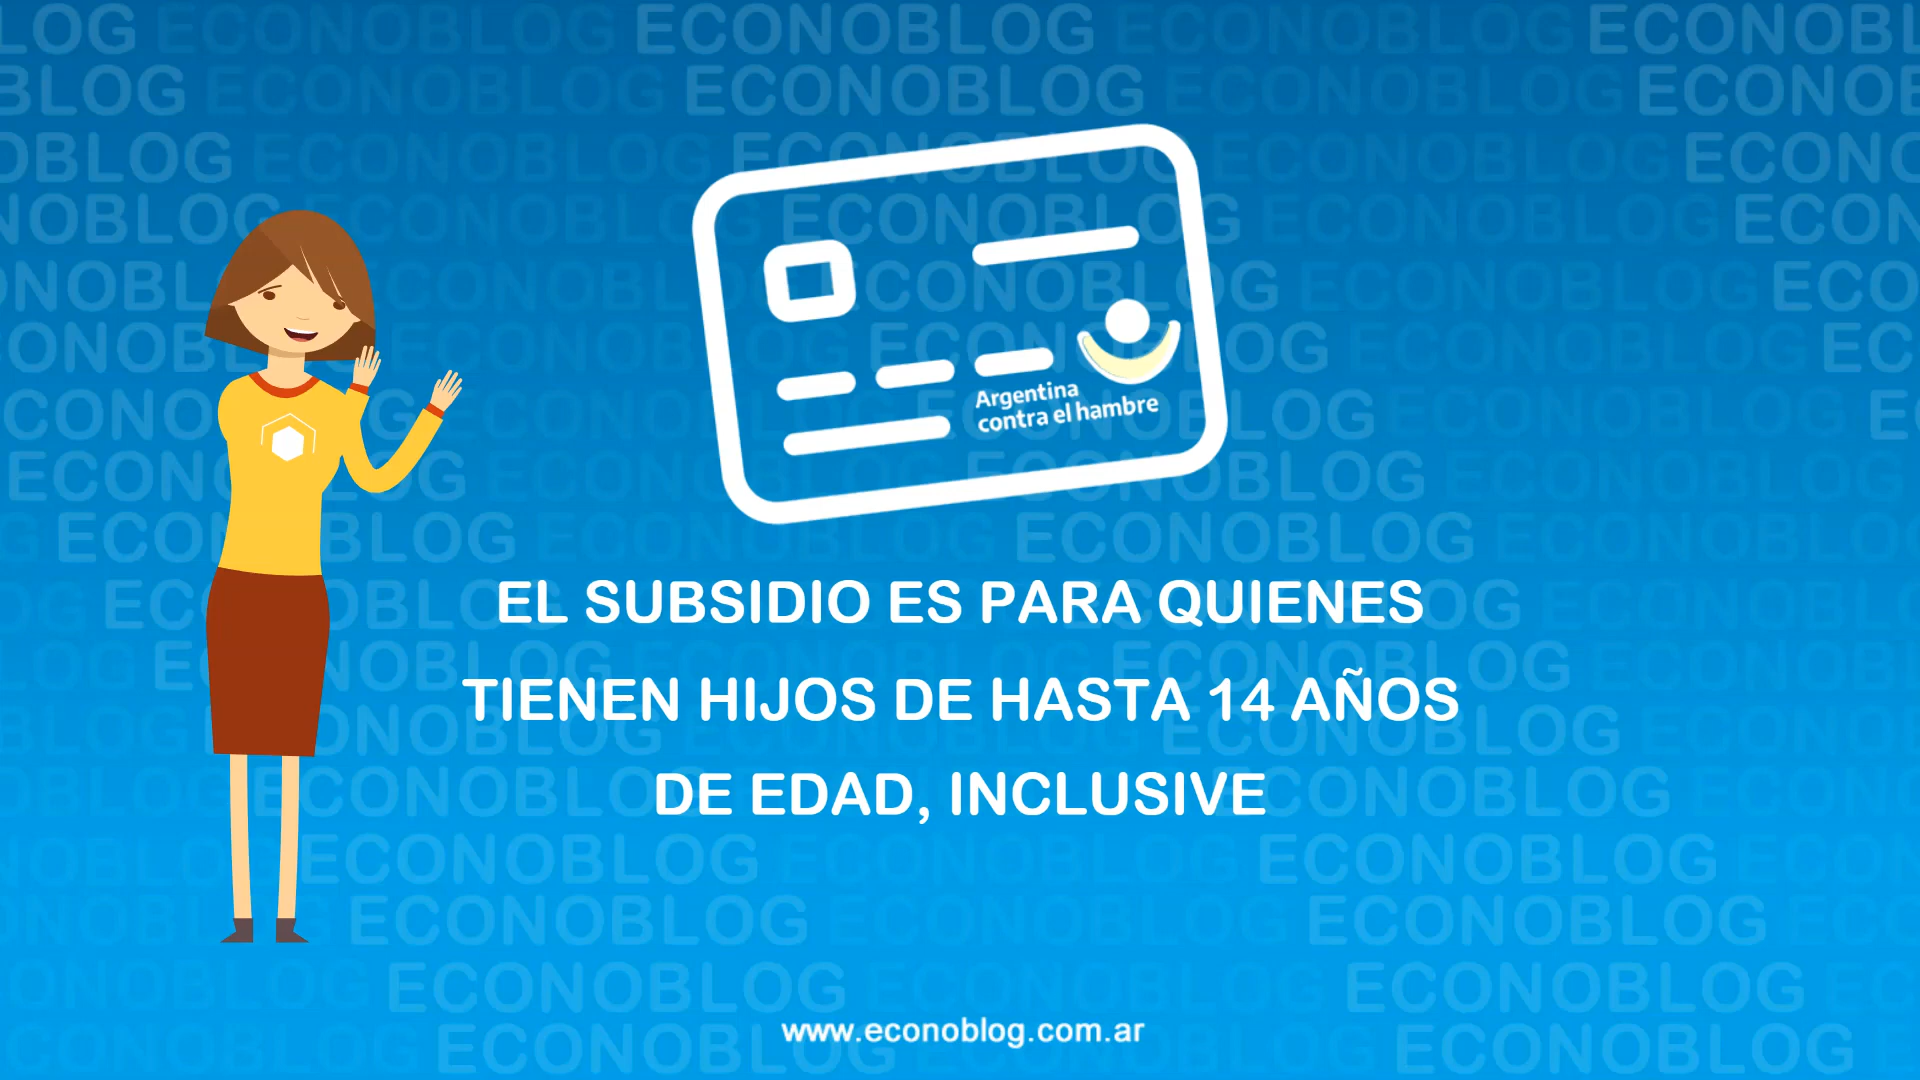 Argentina
contra el hambre
EL SUBSIDIO ES PARA QUIENES
TIENEN HIJOS DE HASTA 14 AÑOS
DE EDAD, INCLUSIVE
www.econoblog.com.ar
ECONOBLOG